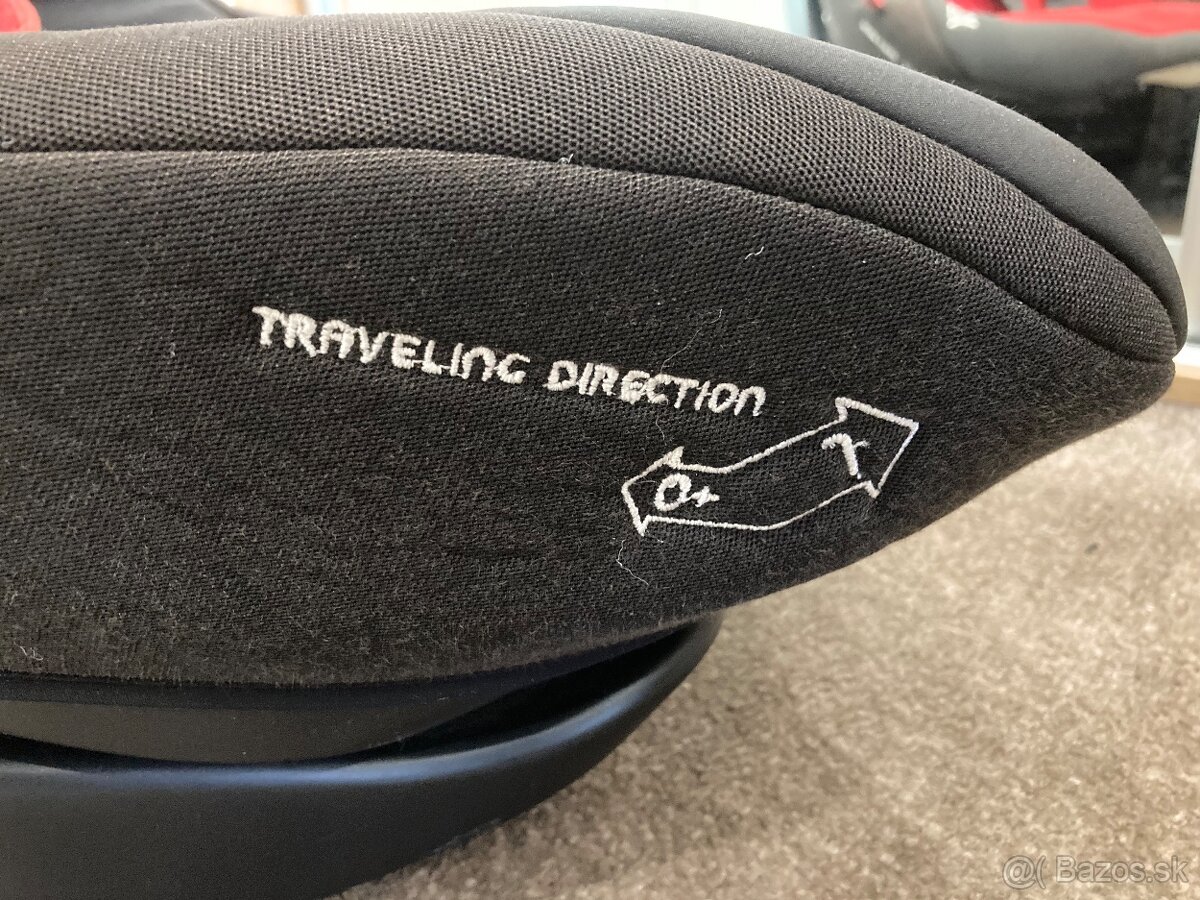 TRAVELING DIRECTION
0+ 1
@( Bazos.sk